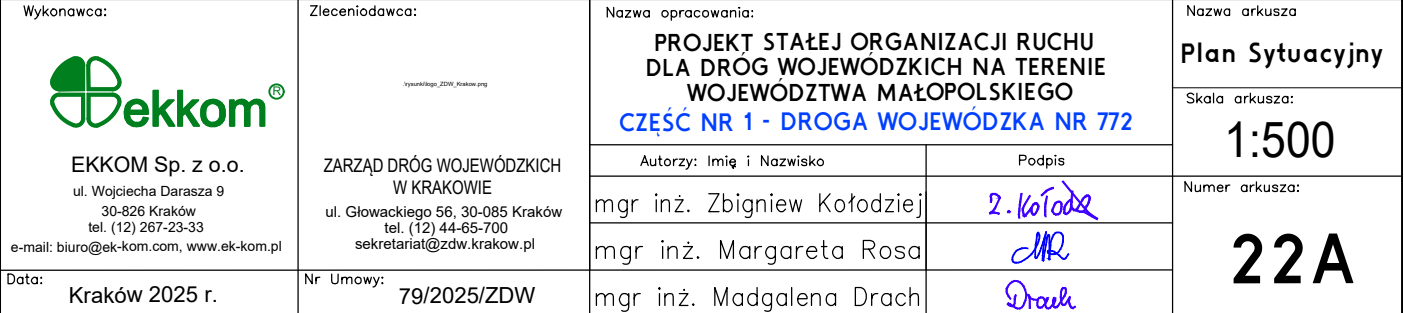 Wykonawca:
ekkom®
EKKOM Sp. z o.o.
ul. Wojciecha Darasza 9
30-826 Kraków
tel. (12) 267-23-33
e-mail: biuro@ek-kom.com, www.ek-kom.pl
Data:
Kraków 2025 r.
Zleceniodawca:
.\rysunki\logo_ZDW_Krakow.png
ZARZĄD DRÓG WOJEWÓDZKICH
W KRAKOWIE
ul. Głowackiego 56, 30-085 Kraków
tel. (12) 44-65-700
sekretariat@zdw.krakow.pl
Nr Umowy:
79/2025/ZDW
Nazwa opracowania:
PROJEKT STAŁEJ ORGANIZACJI RUCHU
DLA DRÓG WOJEWÓDZKICH NA TERENIE
WOJEWÓDZTWA MAŁOPOLSKIEGO
CZĘŚĆ NR 1 - DROGA WOJEWÓDZKA NR 772
Autorzy: Imię i Nazwisko
Podpis
mgr inż. Zbigniew Kołodziej
Z. Kołodz
mgr inż. Margareta Rosa
MR
mgr inż. Madgalena Drach
Drach
Nazwa arkusza
Plan Sytuacyjny
Skala arkusza:
1:500
Numer arkusza:
22A